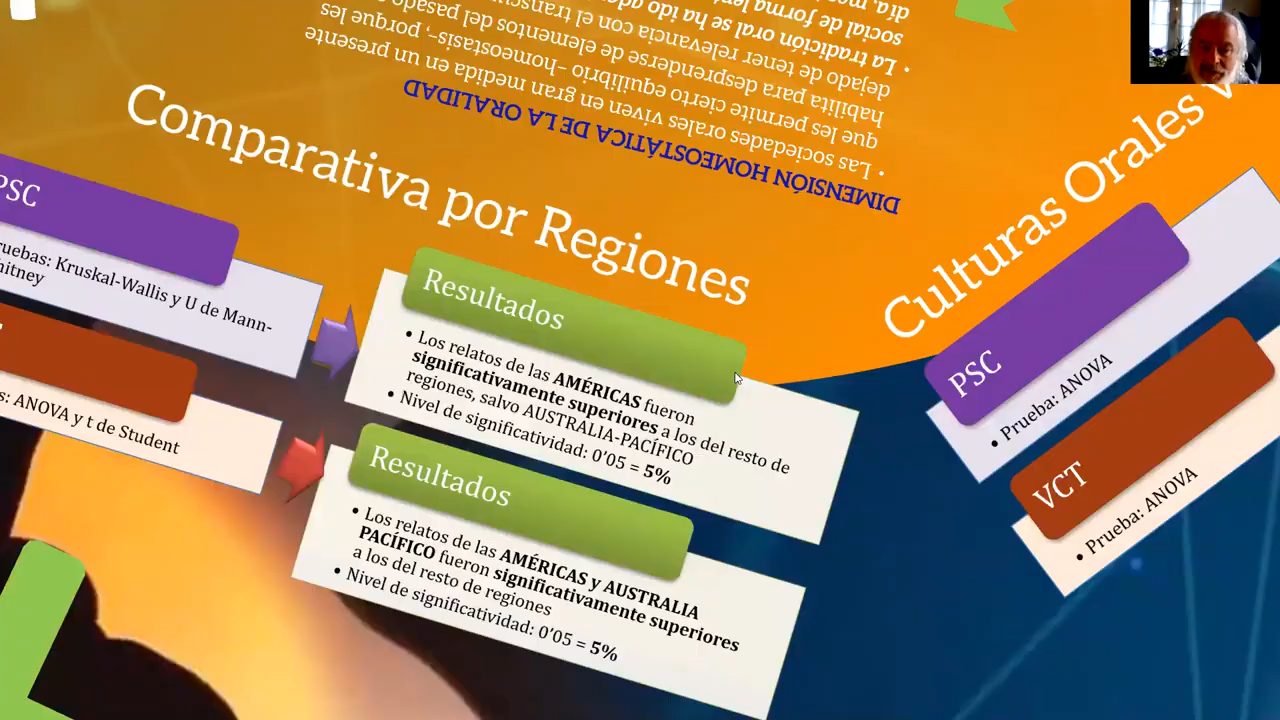 DIMENSIÓN HOMEOSTÁTICA DE LA ORALIDAD
• Las sociedades orales viven en gran medida en un presente
que les permite cierto equilibrio –homeostasis–, porque les
habilita para desprenderse de elementos del pasado
dejado de tener relevancia con el transcu
• La tradición oral se ha ido
social de forma
día,
Comparativa por Regiones
PSC
ruebas: Kruskal-Wallis y U de Mann-
hitney
Resultados
• Los relatos de las AMÉRICAS fueron
significativamente superiores a los del resto de
regiones, salvo AUSTRALIA-PACÍFICO
• Nivel de significatividad: 0’05 = 5%
s: ANOVA y t de Student
Resultados
• Los relatos de las AMÉRICAS y AUSTRALIA
PACÍFICO fueron significativamente superiores
a los del resto de regiones
• Nivel de significatividad: 0’05 = 5%
Culturas Orales
PSC
• Prueba: ANOVA
VCT
• Prueba: ANOVA